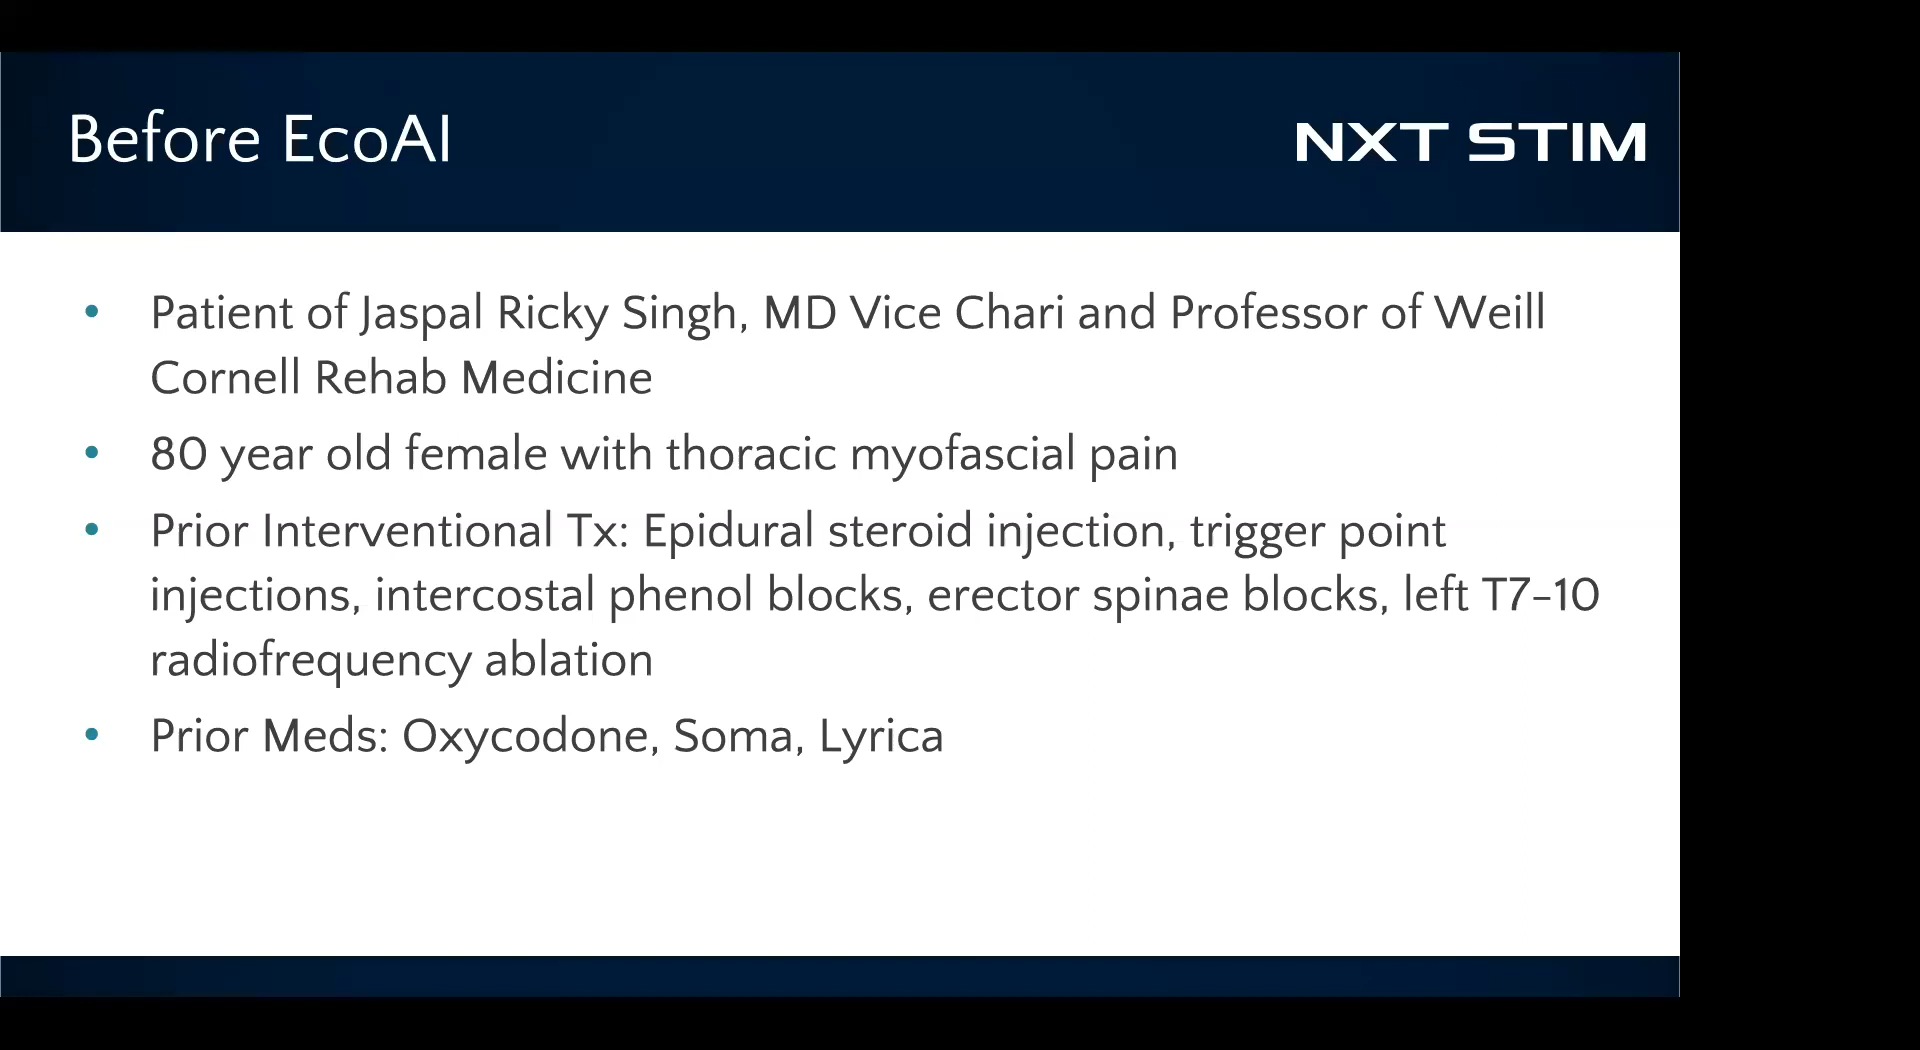 Before EcoAI
NXT STIM
• Patient of Jaspal Ricky Singh, MD Vice Chari and Professor of Weill
Cornell Rehab Medicine
• 80 year old female with thoracic myofascial pain
• Prior Interventional Tx: Epidural steroid injection, trigger point
injections, intercostal phenol blocks, erector spinae blocks, left T7–10
radiofrequency ablation
• Prior Meds: Oxycodone, Soma, Lyrica